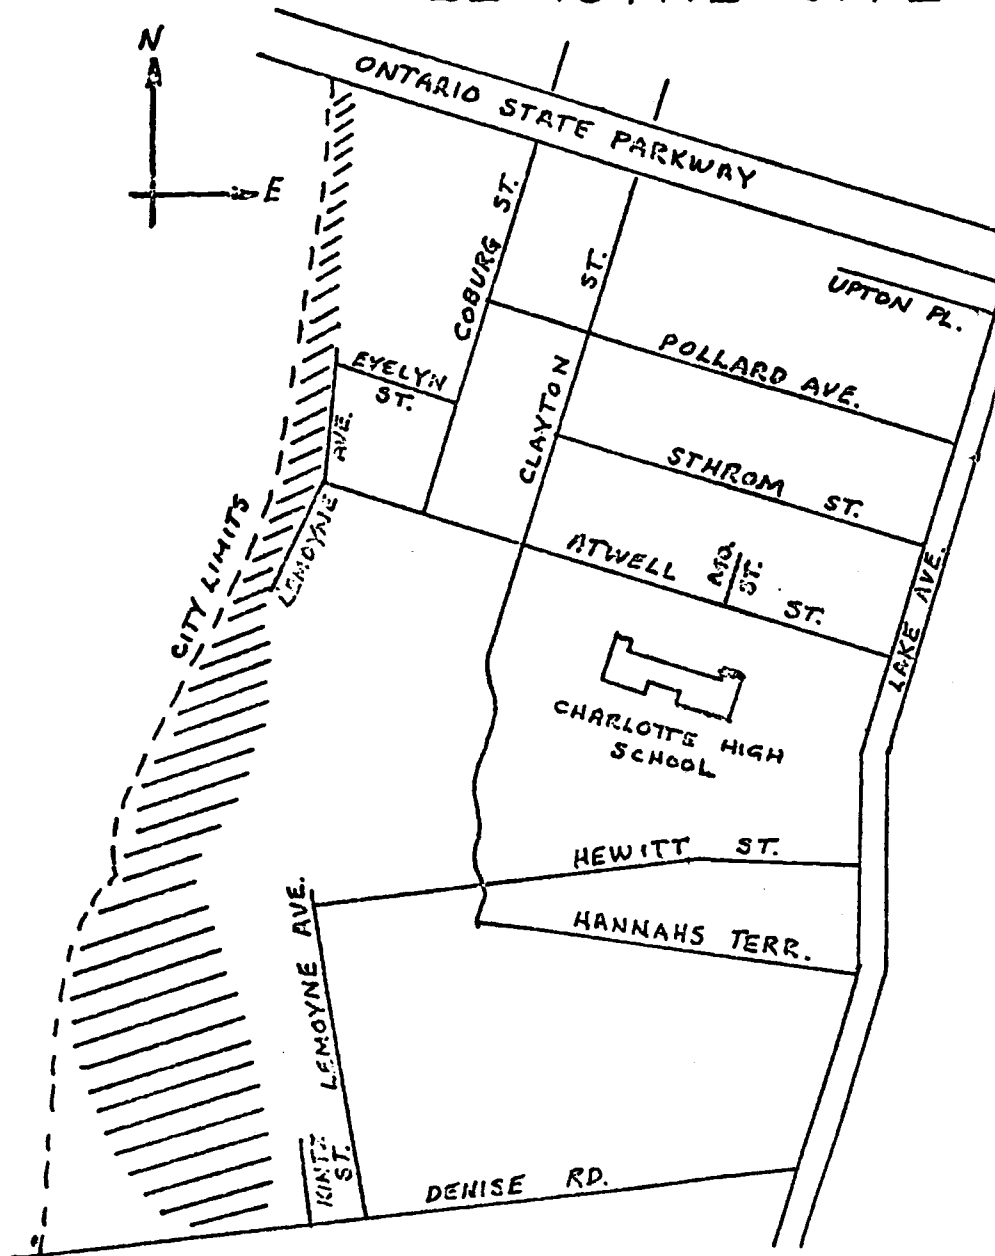 N
E
ONTARIO STATE PARKWAY
COBURG ST.
CLAYTON ST.
UPTON PL.
POLLARD AVE.
EVELYN
ST.
STHROM ST.
LEMOYNE AVE.
ATWELL ST.
ST.
CITY LIMITS
LAKE AVE.
CHARLOTTE HIGH
SCHOOL
HEWITT ST.
HANNAHS TERR.
LEMOYNE AVE.
ST.
DENISE RD.